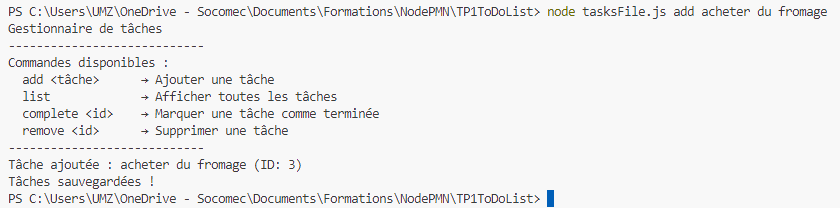 PS C:\Users\UMZ\OneDrive - Socomec\Documents\Formations\NodePMN\TP1ToDoList> node tasksFile.js add acheter du fromage
Gestionnaire de tâches
----------------------------
Commandes disponibles :
  add <tâche>      → Ajouter une tâche
  list             → Afficher toutes les tâches
  complete <id>    → Marquer une tâche comme terminée
  remove <id>      → Supprimer une tâche
----------------------------
Tâche ajoutée : acheter du fromage (ID: 3)
Tâches sauvegardées !
PS C:\Users\UMZ\OneDrive - Socomec\Documents\Formations\NodePMN\TP1ToDoList>